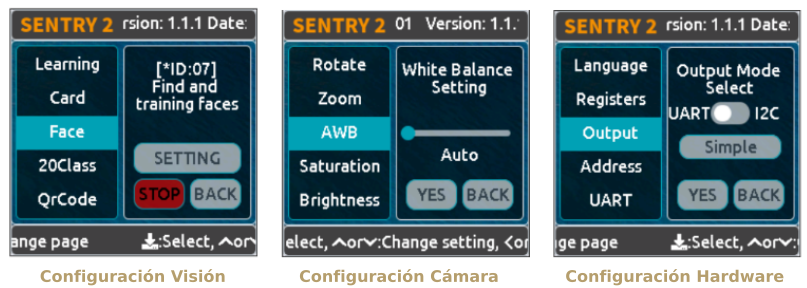 SENTRY 2 rsion: 1.1.1 Date:
Learning
Card
Face
20Class
QrCode
[*ID:07]
Find and
training faces
SETTING
STOP BACK
ange page :Select, or
Configuración Visión
SENTRY 2 01 Version: 1.1.
Rotate
Zoom
AWB
Saturation
Brightness
White Balance
Setting
Auto
YES BACK
elect, or :Change setting, or
Configuración Cámara
SENTRY 2 rsion: 1.1.1 Date:
Language
Registers
Output
Address
UART
Output Mode
Select
UART I2C
Simple
YES BACK
ge page :Select, or :
Configuración Hardware